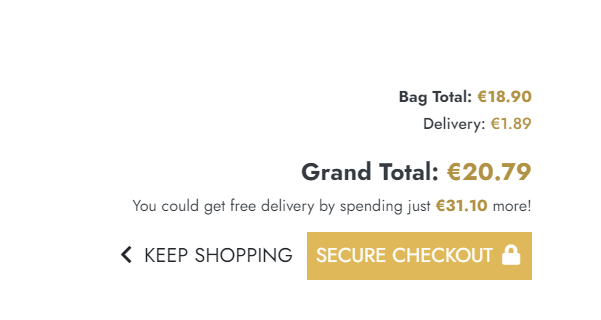 Bag Total: €18.90
Delivery: €1.89
Grand Total: €20.79
You could get free delivery by spending just €31.10 more!
KEEP SHOPPING SECURE CHECKOUT